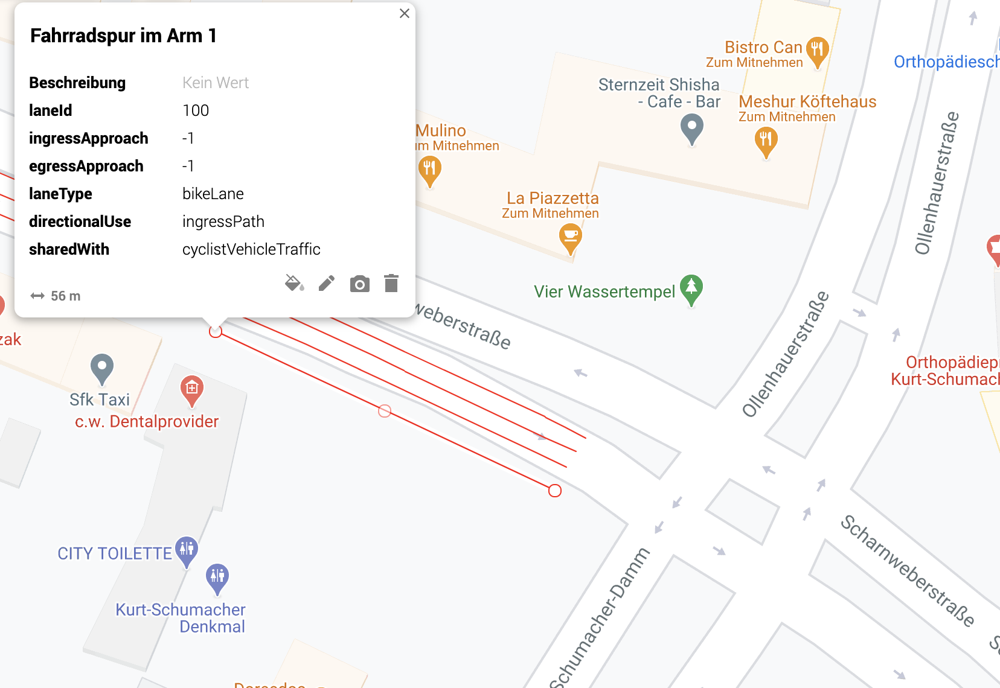 Fahrradspur im Arm 1
Beschreibung Kein Wert
laneId 100
ingressApproach -1
egressApproach -1
laneType bikeLane
directionalUse ingressPath
sharedWith cyclistVehicleTraffic
56 m
Bistro Can
Zum Mitnehmen
Sternzeit Shisha
- Cafe - Bar
Meshur Köftehaus
Zum Mitnehmen
Mulino
Mitnehmen
La Piazzetta
Zum Mitnehmen
Vier Wassertempel
weberstraße
Ollenhauerstraße
Ollenhauerstraße
Orthopädiesch
Orthopädiep
Kurt-Schumach
zak
Sfk Taxi
c.w. Dentalprovider
CITY TOILETTE
Kurt-Schumacher
Denkmal
Schumacher-Damm
Scharnweberstraße